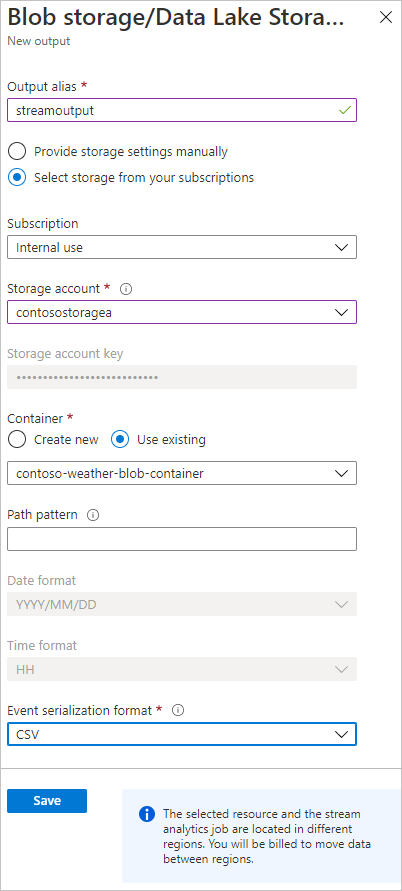 Blob storage/Data Lake Stora...
New output
Output alias *
streamoutput
Provide storage settings manually
Select storage from your subscriptions
Subscription
Internal use
Storage account *
contosostoragea
Storage account key
•••••••••••••••••••••••••••
Container *
Create new Use existing
contoso-weather-blob-container
Path pattern
Date format
YYYY/MM/DD
Time format
HH
Event serialization format *
CSV
Save
The selected resource and the stream
analytics job are located in different
regions. You will be billed to move data
between regions.